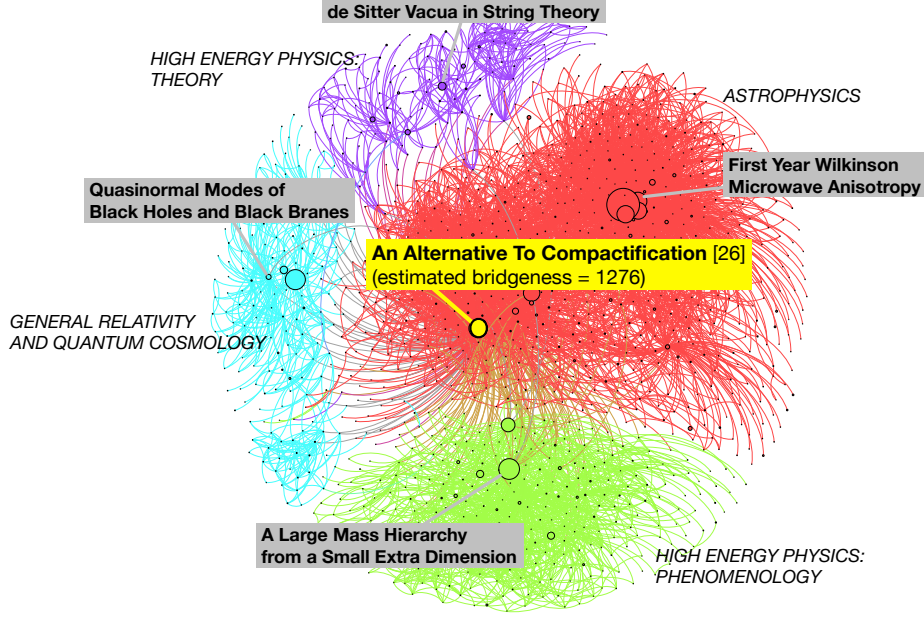 de Sitter Vacua in String Theory
HIGH ENERGY PHYSICS:
THEORY
ASTROPHYSICS
First Year Wilkinson
Microwave Anisotropy
Quasinormal Modes of
Black Holes and Black Branes
An Alternative To Compactification [26]
(estimated bridgeness = 1276)
GENERAL RELATIVITY
AND QUANTUM COSMOLOGY
A Large Mass Hierarchy
from a Small Extra Dimension
HIGH ENERGY PHYSICS:
PHENOMENOLOGY